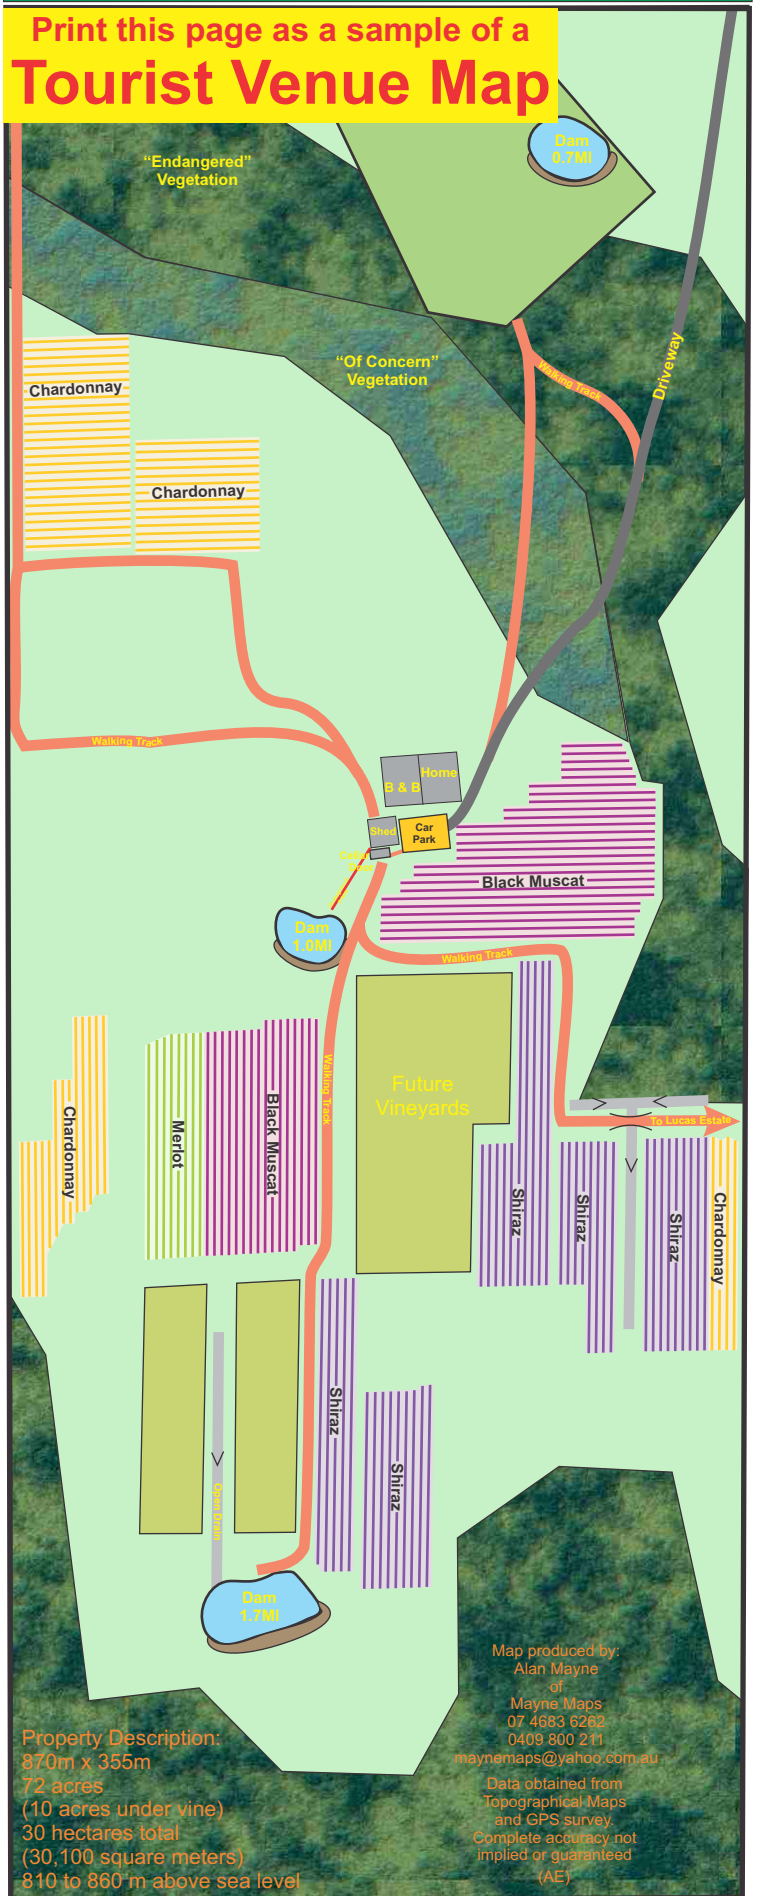 Print this page as a sample of a
Tourist Venue Map
Dam
0.7Ml
“Endangered”
Vegetation
“Of Concern”
Vegetation
Walking Track
Driveway
Chardonnay
Chardonnay
Walking Track
B & B
Home
Shed
Car
Park
Black Muscat
Dam
1.0Ml
Walking Track
Future
Vineyards
Walking Track
To Lucas Estate
Chardonnay
Merlot
Black Muscat
Shiraz
Shiraz
Shiraz
Chardonnay
Shiraz
Shiraz
Open Drain
Dam
1.7Ml
Map produced by:
Alan Mayne
of
Mayne Maps
07 4683 6262
0409 800 211
maynemaps@yahoo.com.au
Data obtained from
Topographical Maps
and GPS survey.
Complete accuracy not
implied or guaranteed
(AE)
Property Description:
870m x 355m
72 acres
(10 acres under vine)
30 hectares total
(30,100 square meters)
810 to 860 m above sea level